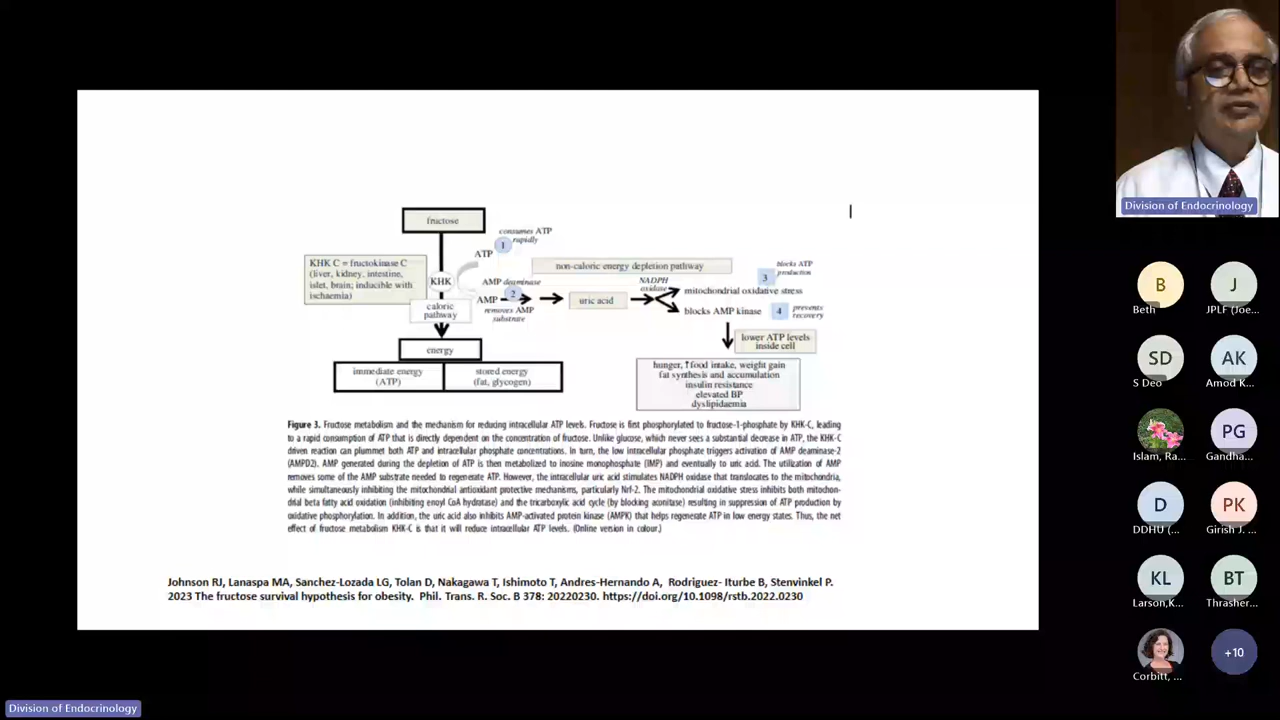 fructose
consumes ATP
rapidly
1
ATP
KHK C = fructokinase C
(liver, kidney, intestine,
islet, brain; inducible with
ischaemia)
KHK
caloric
pathway
AMP deaminase
2
AMP
removes AMP
substrate
non-caloric energy depletion pathway
uric acid
NADPH
oxidase
blocks ATP
production
3
mitochondrial oxidative stress
blocks AMP kinase
4
prevents
recovery
lower ATP levels
inside cell
energy
immediate energy
(ATP)
stored energy
(fat, glycogen)
hunger, ↑food intake, weight gain
fat synthesis and accumulation
insulin resistance
elevated BP
dyslipidaemia
Figure 3. Fructose metabolism and the mechanism for reducing intracellular ATP levels. Fructose is first phosphorylated to fructose-1-phosphate by KHK-C, leading
to a rapid consumption of ATP that is directly dependent on the concentration of fructose. Unlike glucose, which never sees a substantial decrease in ATP, the KHK-C
driven reaction can plummet both ATP and intracellular phosphate concentrations. In turn, the low intracellular phosphate triggers activation of AMP deaminase-2
(AMPD2). AMP generated during the depletion of ATP is then metabolized to inosine monophosphate (IMP) and eventually to uric acid. The utilization of AMP
removes some of the AMP substrate needed to regenerate ATP. However, the intracellular uric acid stimulates NADPH oxidase that translocates to the mitochondria,
while simultaneously inhibiting the mitochondrial antioxidant protective mechanisms, particularly Nrf-2. The mitochondrial oxidative stress inhibits both mitochon-
drial beta fatty acid oxidation (inhibiting enoyl CoA hydratase) and the tricarboxylic acid cycle (by blocking aconitase) resulting in suppression of ATP production by
oxidative phosphorylation. In addition, the uric acid also inhibits AMP-activated protein kinase (AMPK) that helps regenerate ATP in low energy states. Thus, the net
effect of fructose metabolism KHK-C is that it will reduce intracellular ATP levels. (Online version in colour.)
Johnson RJ, Lanaspa MA, Sanchez-Lozada LG, Tolan D, Nakagawa T, Ishimoto T, Andres-Hernando A, Rodriguez- Iturbe B, Stenvinkel P.
2023 The fructose survival hypothesis for obesity. Phil. Trans. R. Soc. B 378: 20220230. https://doi.org/10.1098/rstb.2022.0230
Division of Endocrinology
B
Beth
J
JPLF (Joe...
SD
S Deo
AK
Amod K...
Islam, Ra...
PG
Gandha...
D
DDHU (...
PK
Girish J. ...
KL
Larson,K...
BT
Thrasher...
Corbitt, ...
+10
Division of Endocrinology